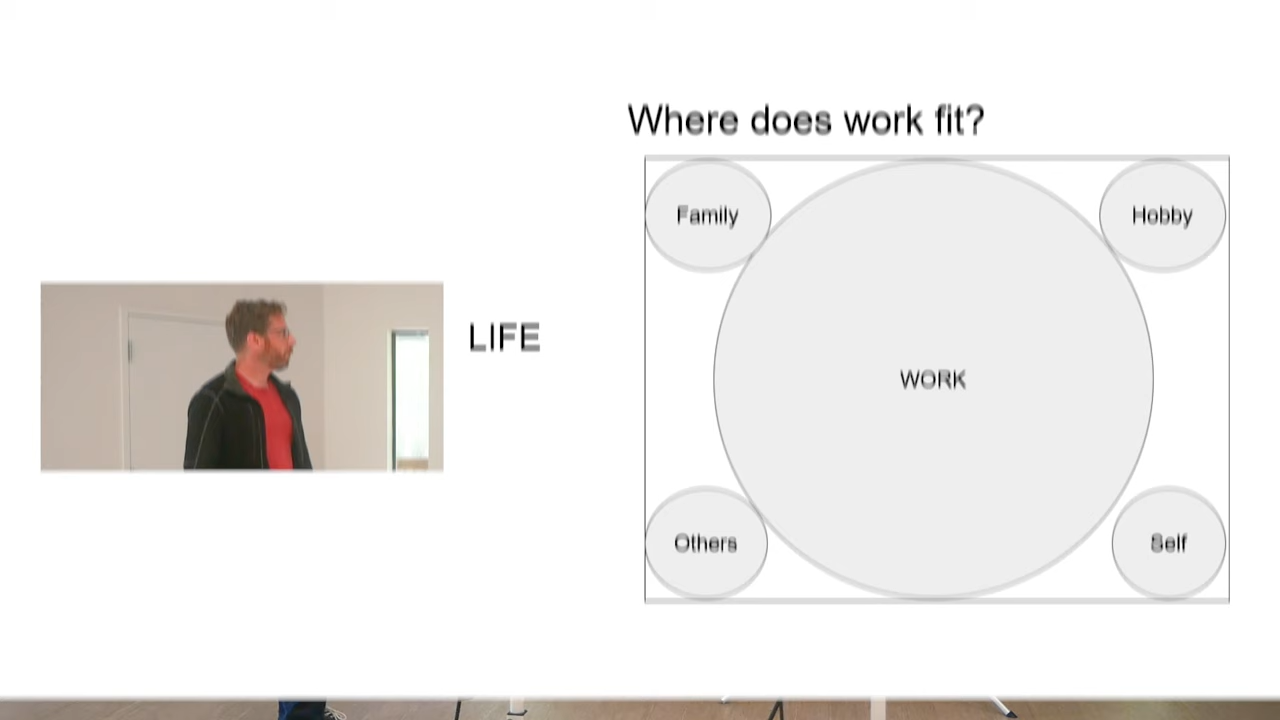 Where does work fit?
Family
Hobby
LIFE
WORK
Others
Self